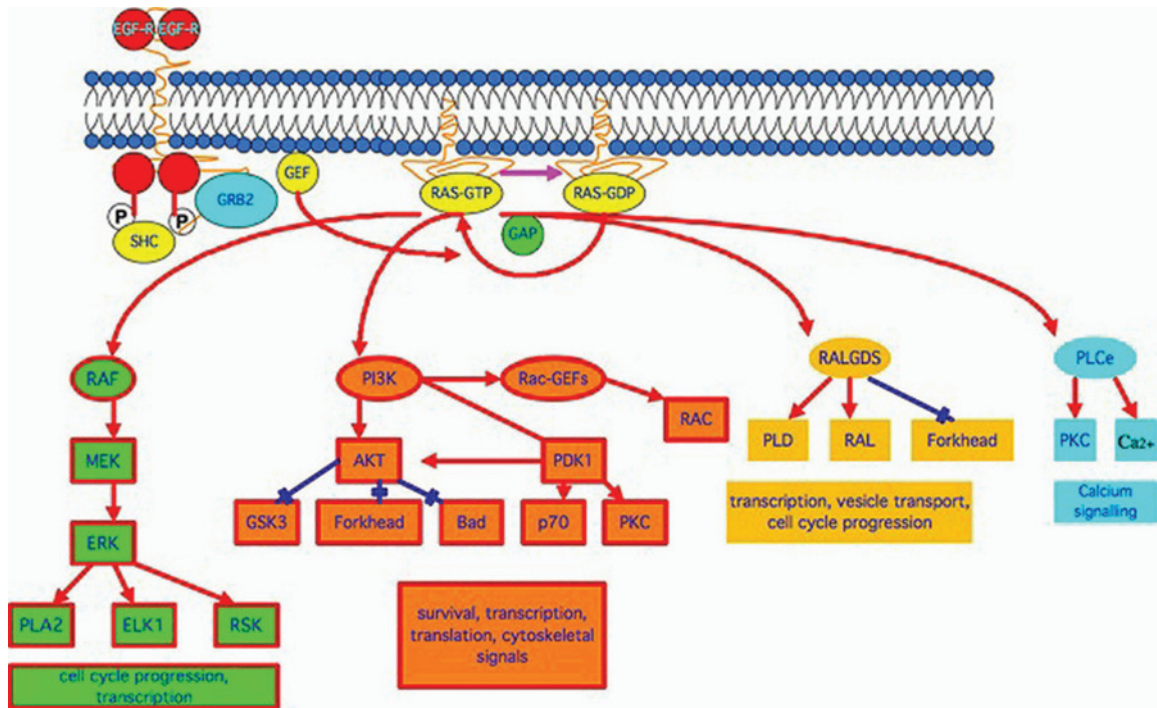 EGF-R EGF-R
GEF
GRB2
P
P
SHC
RAS-GTP
RAS-GDP
GAP
RAF
PI3K
Rac-GEFs
RALGDS
PLCe
RAC
PLD
RAL
Forkhead
PKC
Ca2+
MEK
AKT
PDK1
GSK3
Forkhead
Bad
p70
PKC
transcription, vesicle transport,
cell cycle progression
Calcium
signalling
ERK
PLA2
ELK1
RSK
survival, transcription,
translation, cytoskeletal
signals
cell cycle progression,
transcription